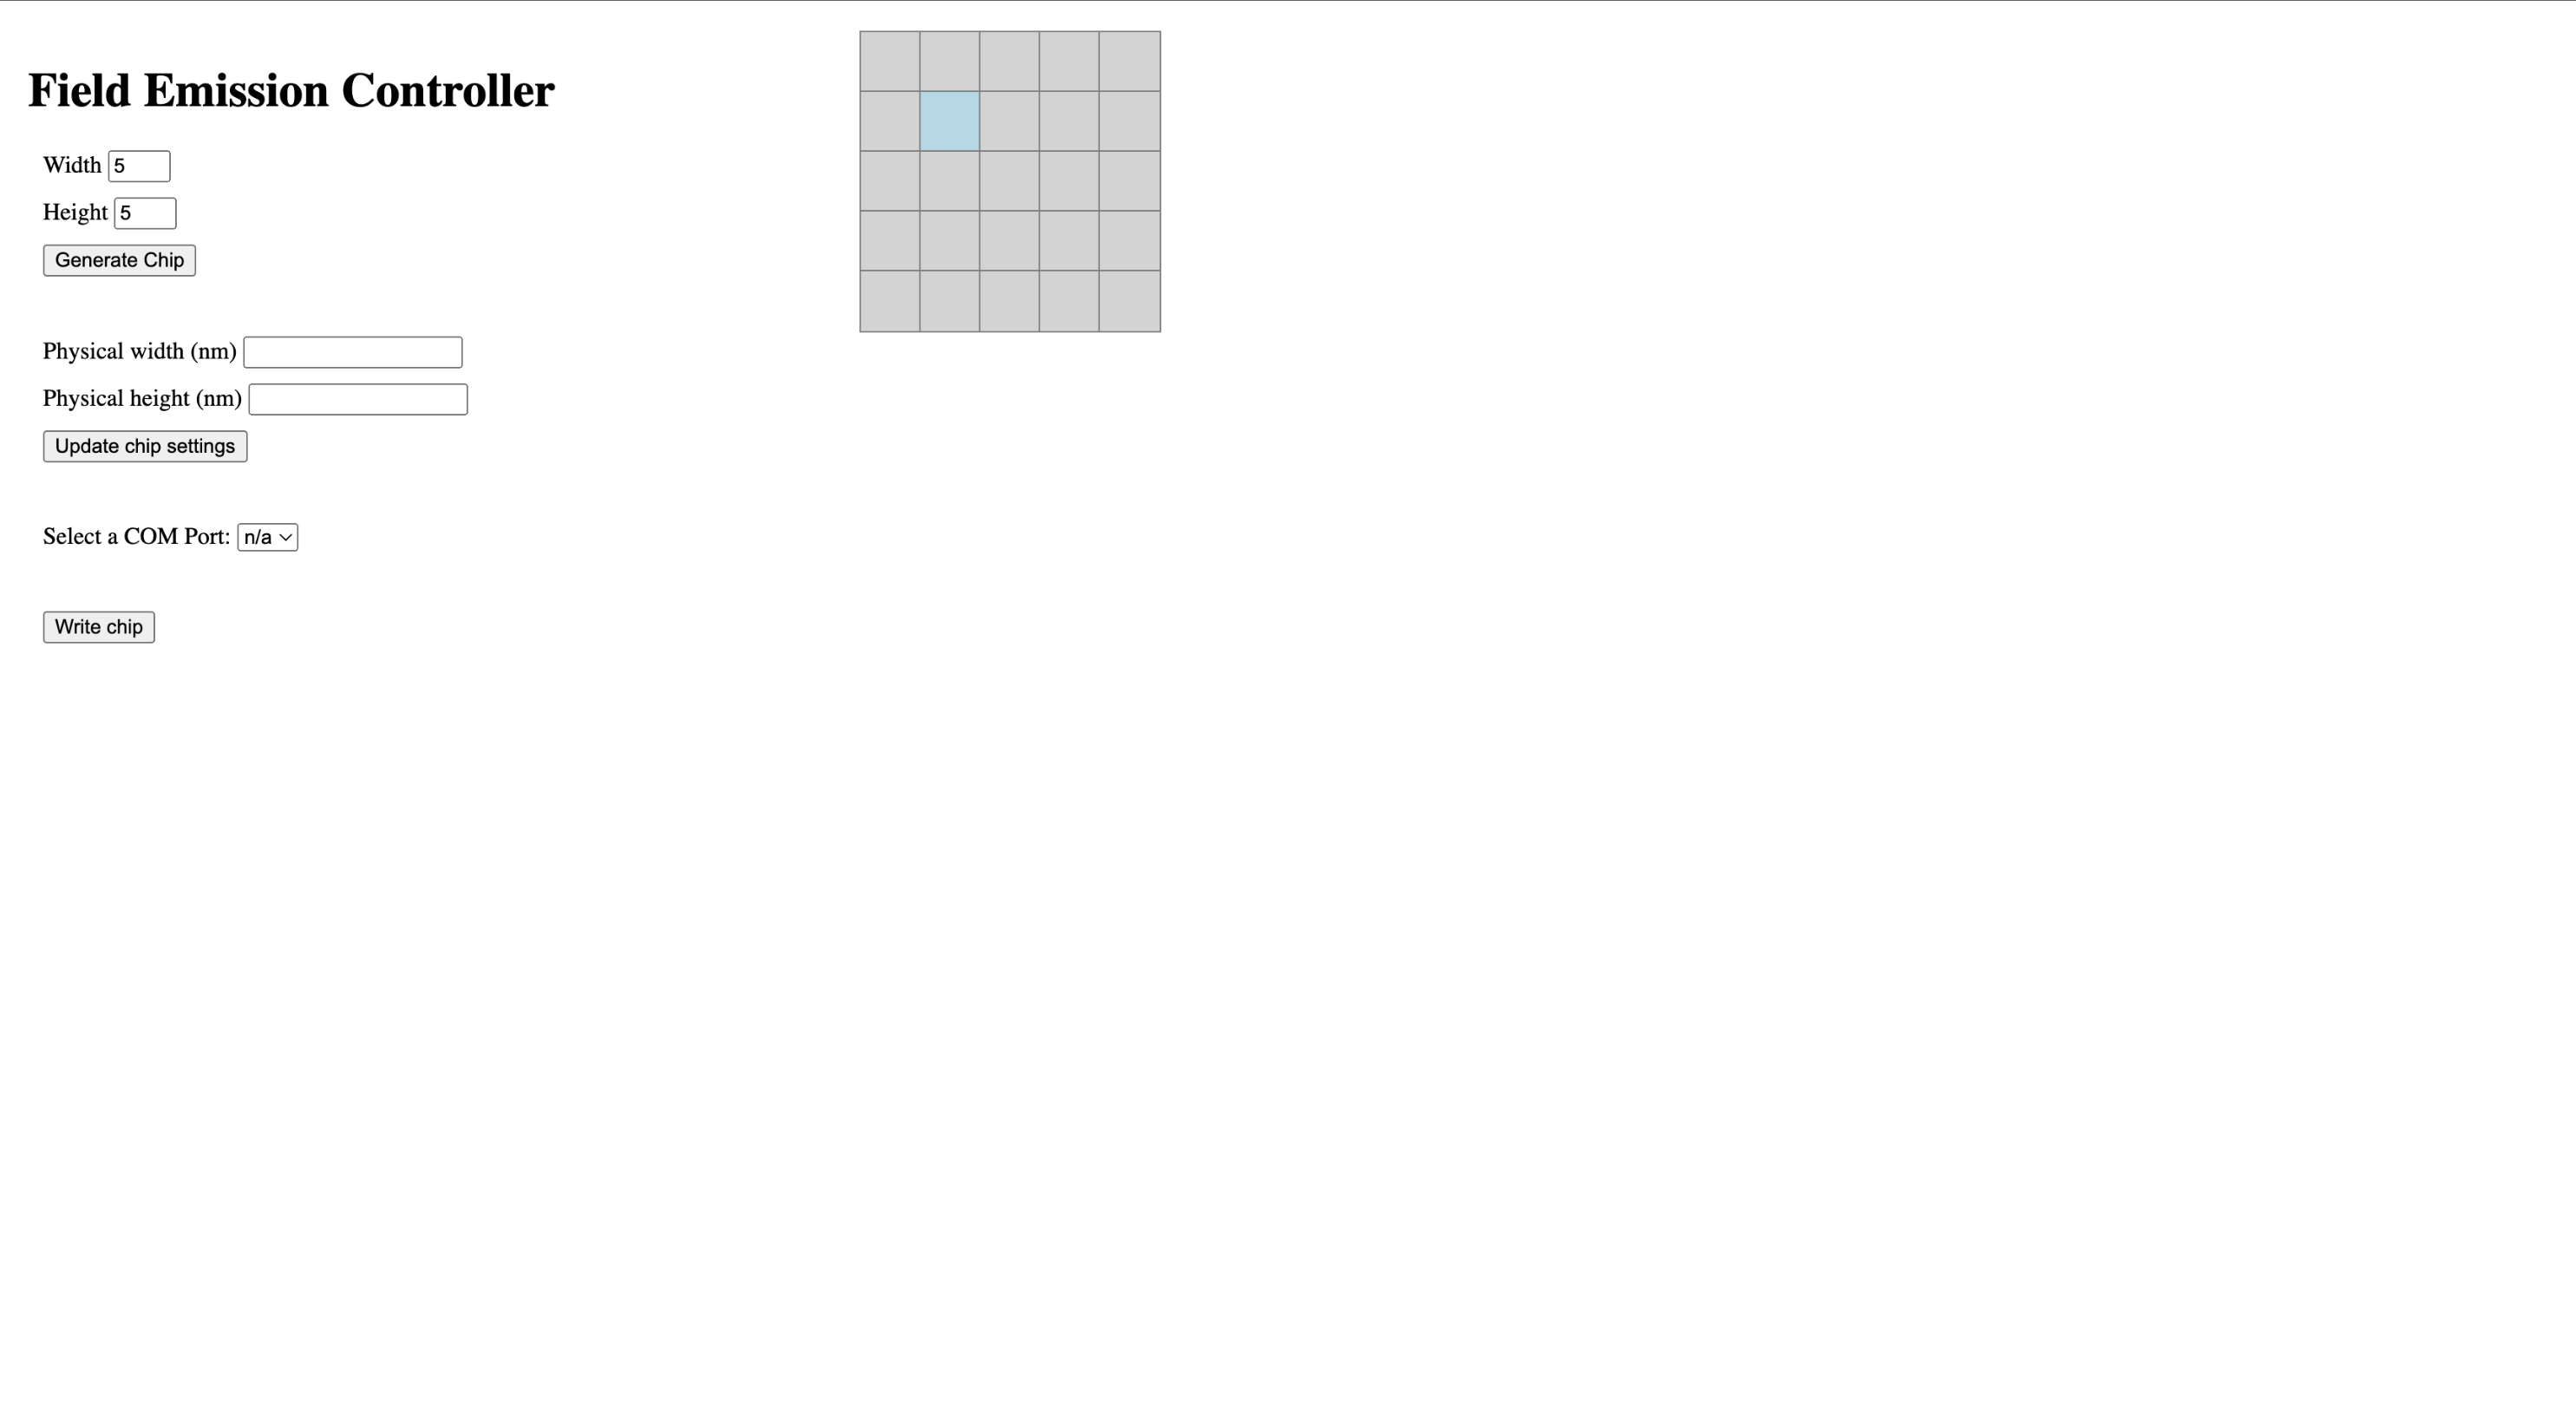 Field Emission Controller
Width 5
Height 5
Generate Chip
Physical width (nm)
Physical height (nm)
Update chip settings
Select a COM Port: n/a
Write chip